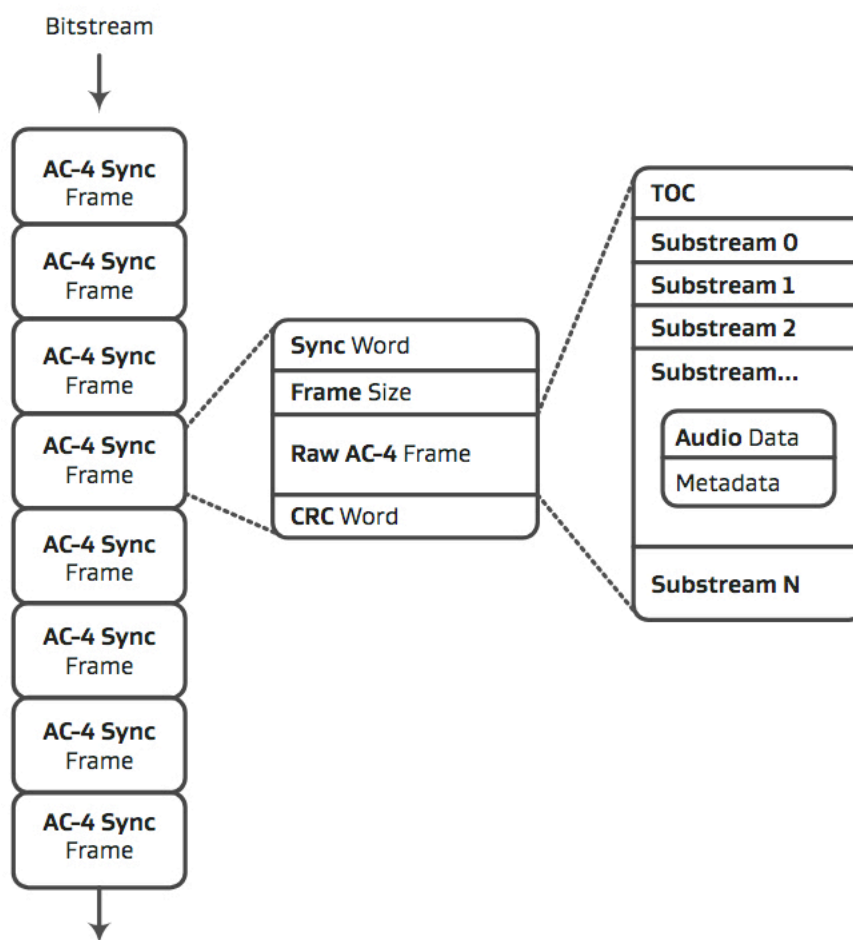 Bitstream
AC-4 Sync
Frame
AC-4 Sync
Frame
AC-4 Sync
Frame
AC-4 Sync
Frame
AC-4 Sync
Frame
AC-4 Sync
Frame
AC-4 Sync
Frame
AC-4 Sync
Frame
Sync Word
Frame Size
Raw AC-4 Frame
CRC Word
TOC
Substream 0
Substream 1
Substream 2
Substream...
Audio Data
Metadata
Substream N